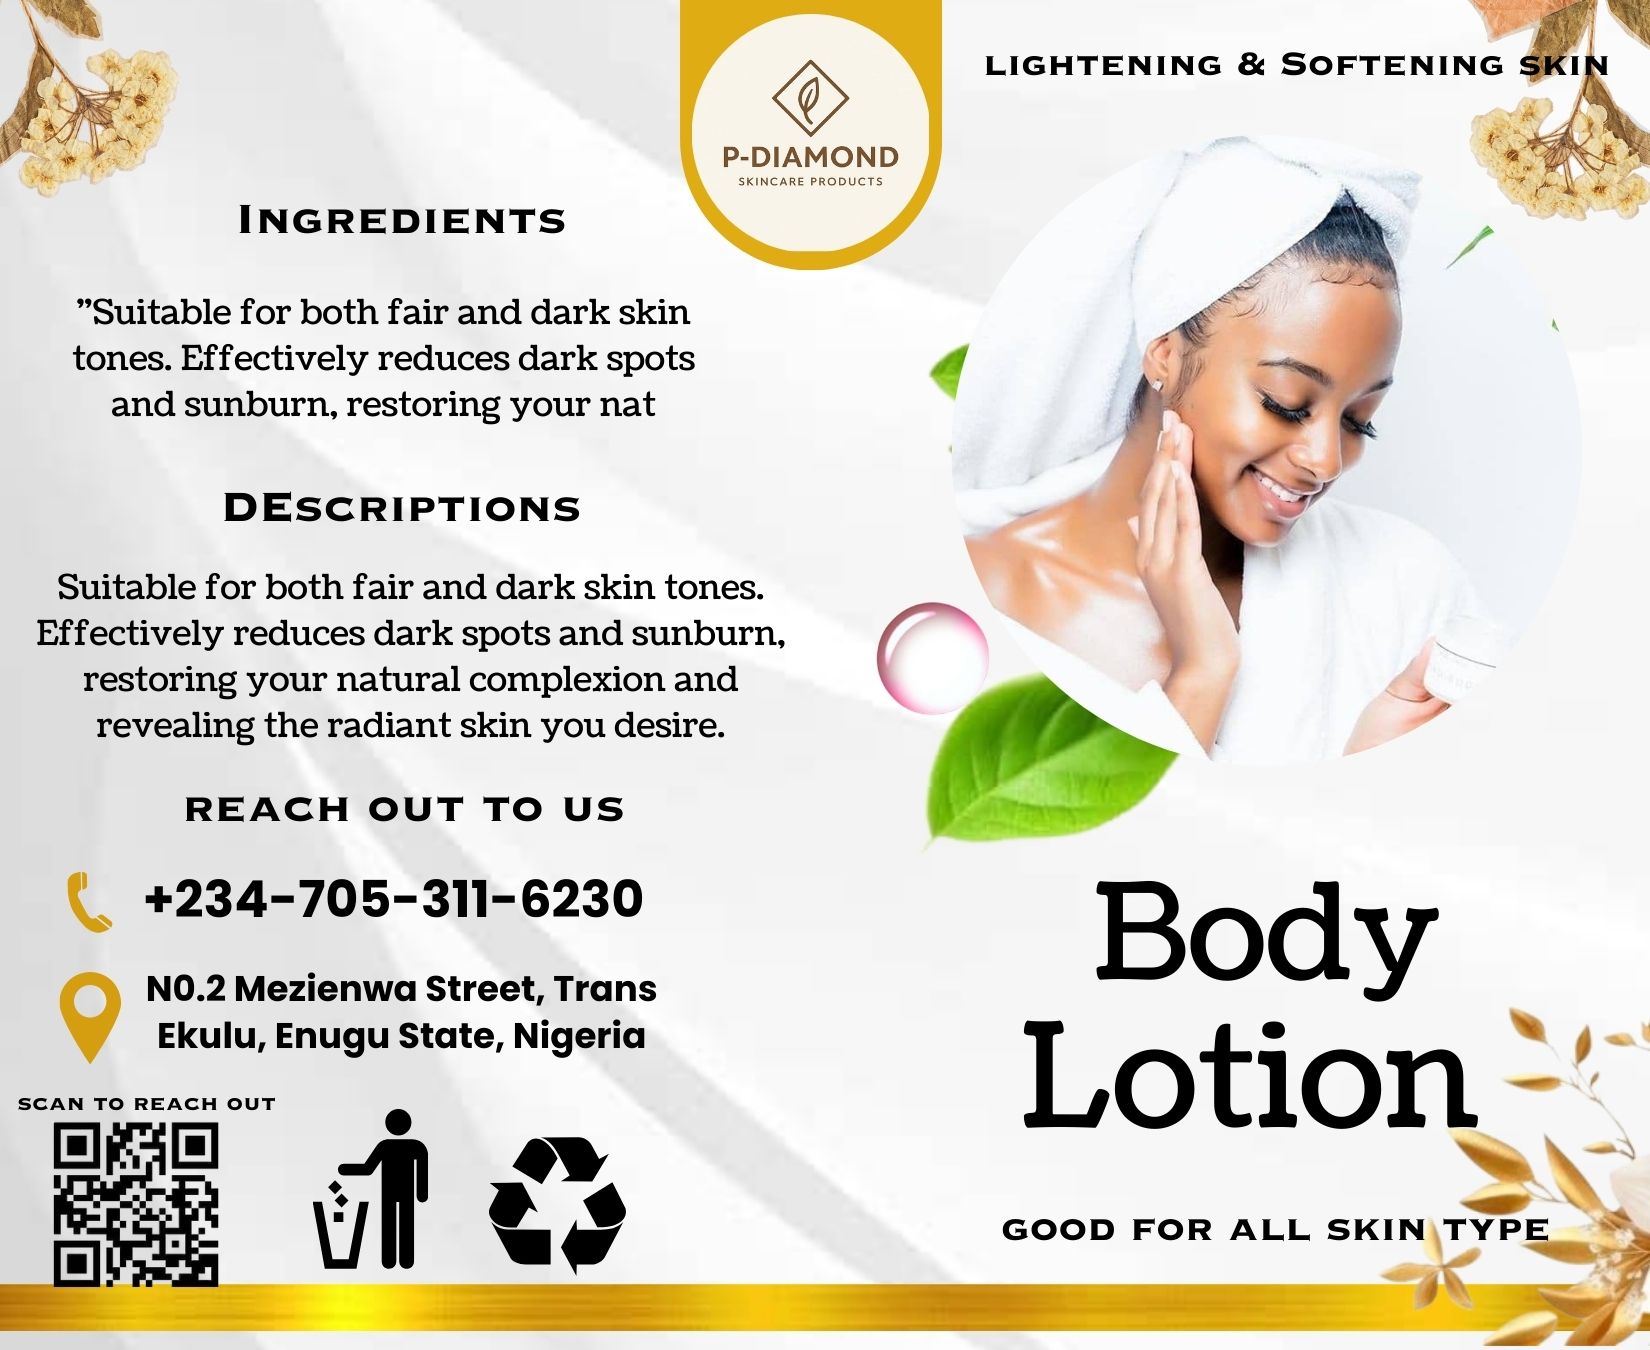 P-DIAMOND
SKINCARE PRODUCTS
Ingredients
”Suitable for both fair and dark skin
tones. Effectively reduces dark spots
and sunburn, restoring your nat
DEscriptions
Suitable for both fair and dark skin tones.
Effectively reduces dark spots and sunburn,
restoring your natural complexion and
revealing the radiant skin you desire.
REACH OUT TO US
+234-705-311-6230
N0.2 Mezienwa Street, Trans
Ekulu, Enugu State, Nigeria
SCAN TO REACH OUT
LIGHTENING & SOFTENING SKIN
Body
Lotion
GOOD FOR ALL SKIN TYPE